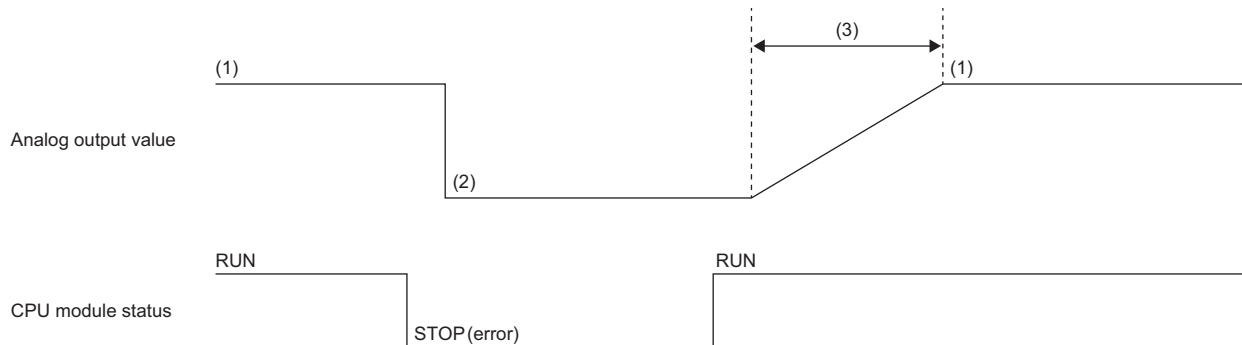 (3)
(1)
(1)
Analog output value
(2)
RUN
RUN
CPU module status
STOP(error)